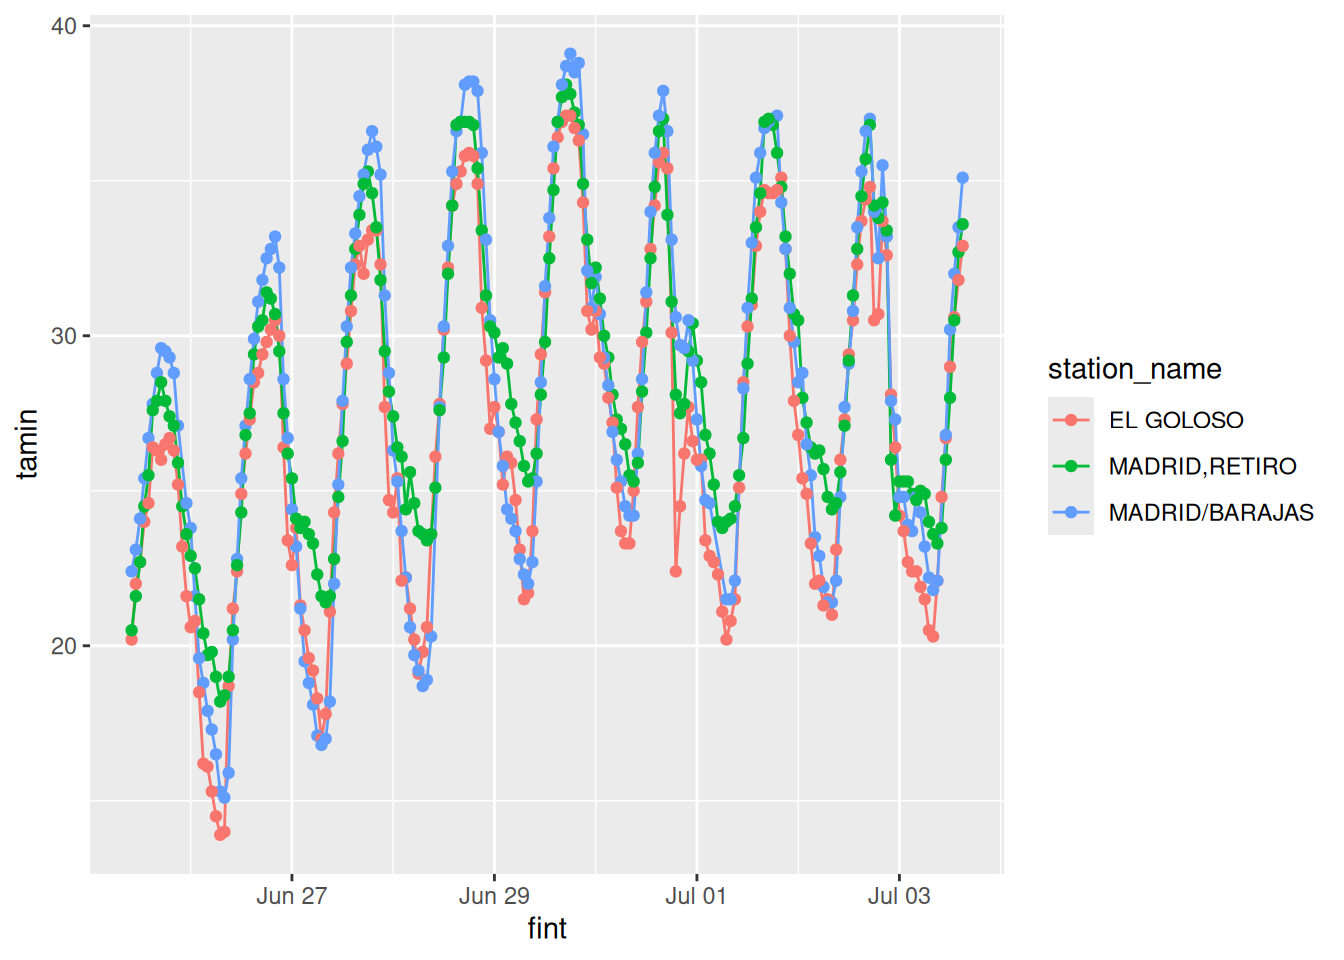 40
30
20
tamin
Jun 27
Jun 29
Jul 01
Jul 03
fint
station_name
EL GOLOSO
MADRID,RETIRO
MADRID/BARAJAS